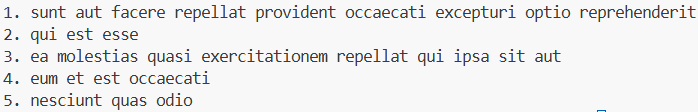 1. sunt aut facere repellat provident occaecati excepturi optio reprehenderit
2. qui est esse
3. ea molestias quasi exercitationem repellat qui ipsa sit aut
4. eum et est occaecati
5. nesciunt quas odio